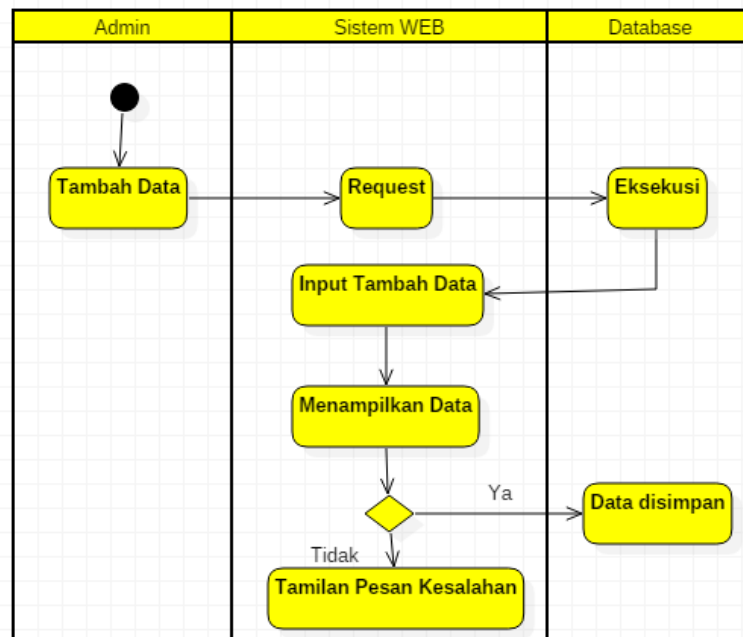 Admin
Sistem WEB
Database
Tambah Data
Request
Eksekusi
Input Tambah Data
Menampilkan Data
Ya
Data disimpan
Tidak
Tamilan Pesan Kesalahan